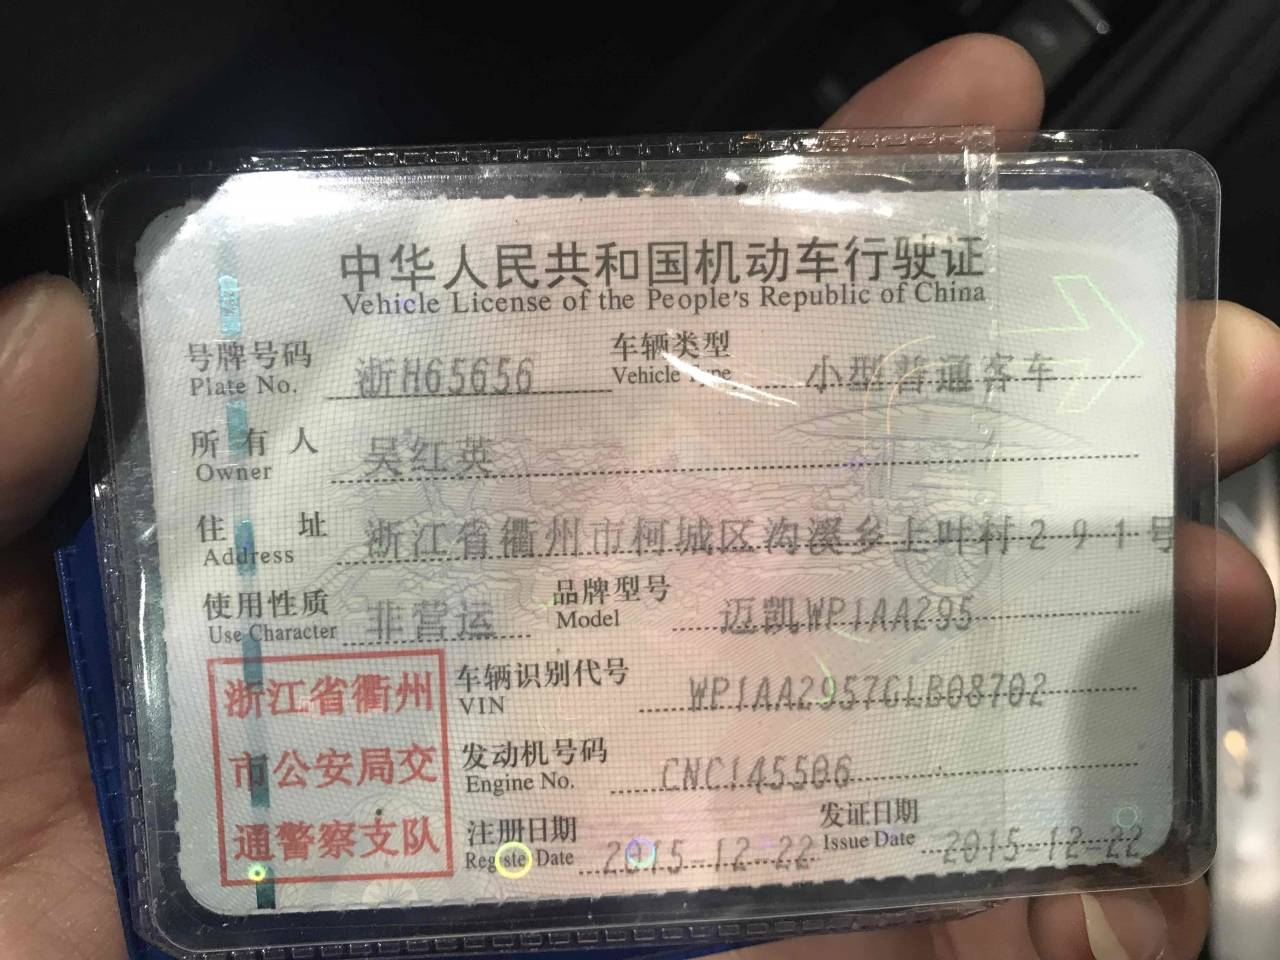 中华人民共和国机动车行驶证
Vehicle License of the People's Republic of China
号牌号码 浙H65656 车辆类型 小型普通客车
Plate No. Vehicle Type
所有人 吴红英
Owner
住址 浙江省衢州市柯城区沟溪乡上叶村291号
Address
使用性质 非营运 品牌型号 迈凯WP1AA295
Use Character Model
浙江省衢州
市公安局交
通警察支队
车辆识别代号 WP1AA2957GLB08702
VIN
发动机号码 CNC145506
Engine No.
注册日期 2015-12-22 发证日期 2015-12-22
Registe Date Issue Date